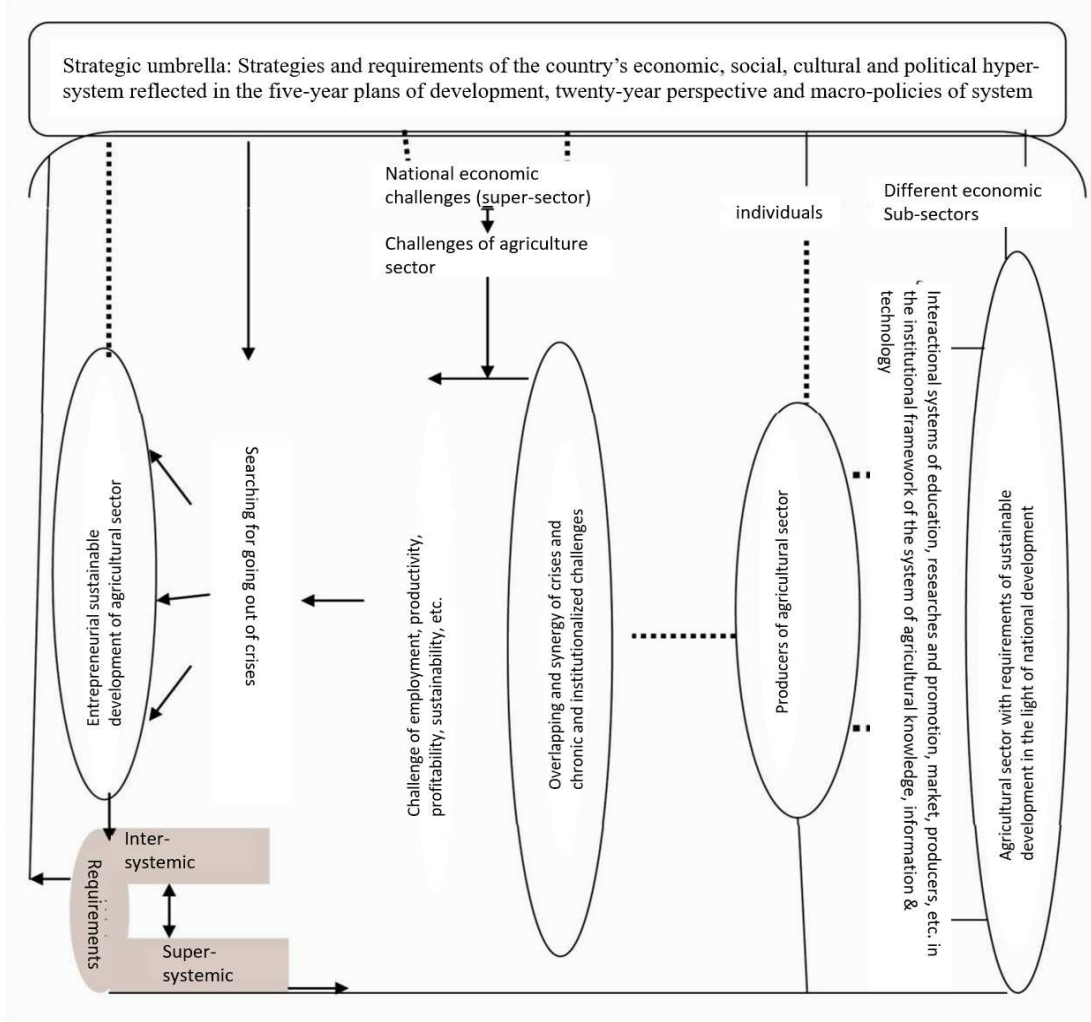 Strategic umbrella: Strategies and requirements of the country's economic, social, cultural and political hyper-
system reflected in the five-year plans of development, twenty-year perspective and macro-policies of system
National economic
challenges (super-sector)
Challenges of agriculture
sector
individuals
Different economic
Sub-sectors
Entrepreneurial sustainable
development of agricultural sector
Searching for going out of crises
Challenge of employment, productivity,
profitability, sustainability, etc.
Overlapping and synergy of crises and
chronic and institutionalized challenges
Producers of agricultural sector
Interactional systems of education, researches and promotion, market, producers, etc. in
the institutional framework of the system of agricultural knowledge, information &
technology
Agricultural sector with requirements of sustainable
development in the light of national development
Inter-
systemic
Requirements
Super-
systemic